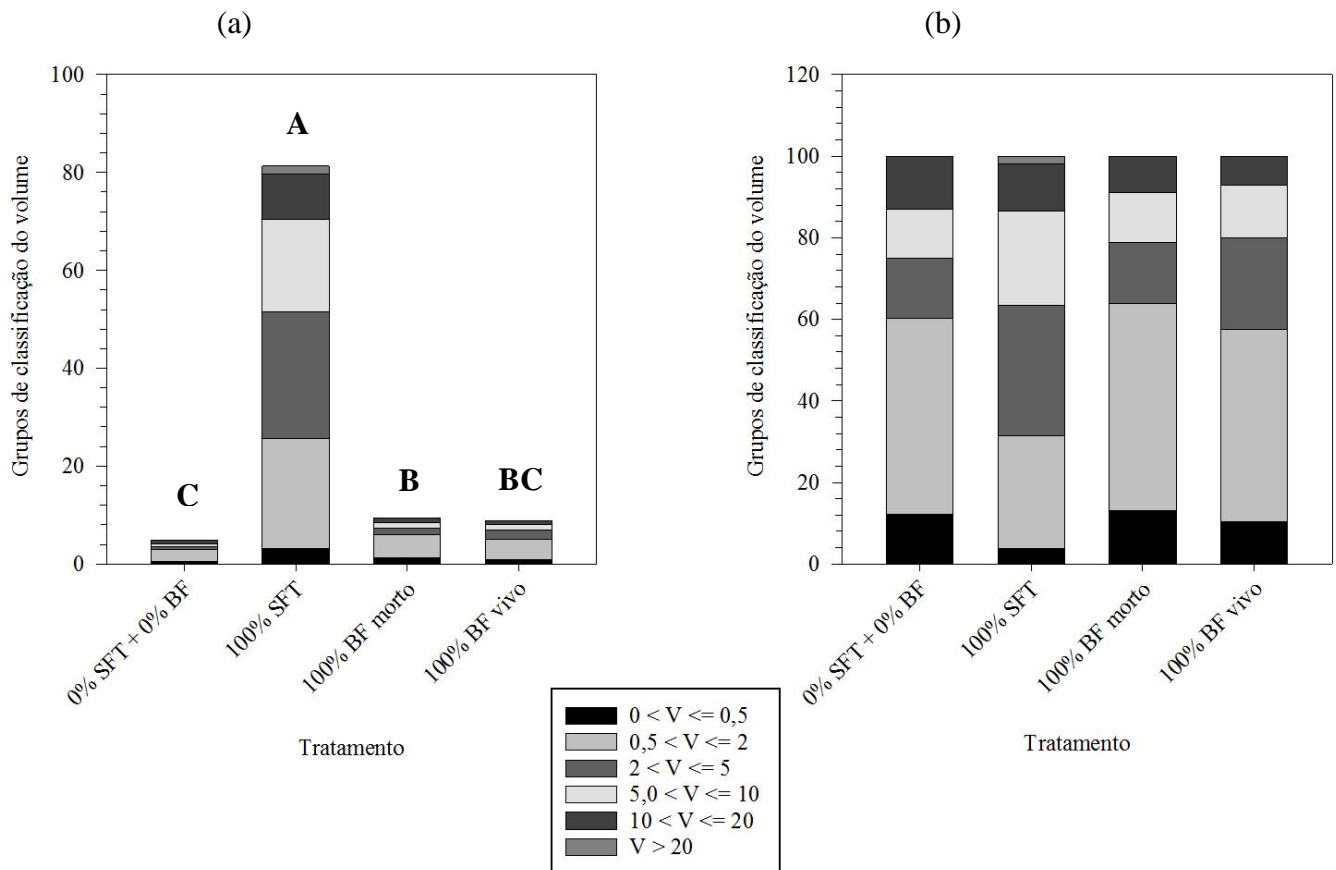 (a)
Grupos de classificação do volume
100
80
60
40
20
0
C
A
B
BC
0% SFT + 0% BF
100% SFT
100% BF morto
100% BF vivo
Tratamento
(b)
Grupos de classificação do volume
120
100
80
60
40
20
0
0% SFT + 0% BF
100% SFT
100% BF morto
100% BF vivo
Tratamento
0 < V <= 0,5
0,5 < V <= 2
2 < V <= 5
5,0 < V <= 10
10 < V <= 20
V > 20